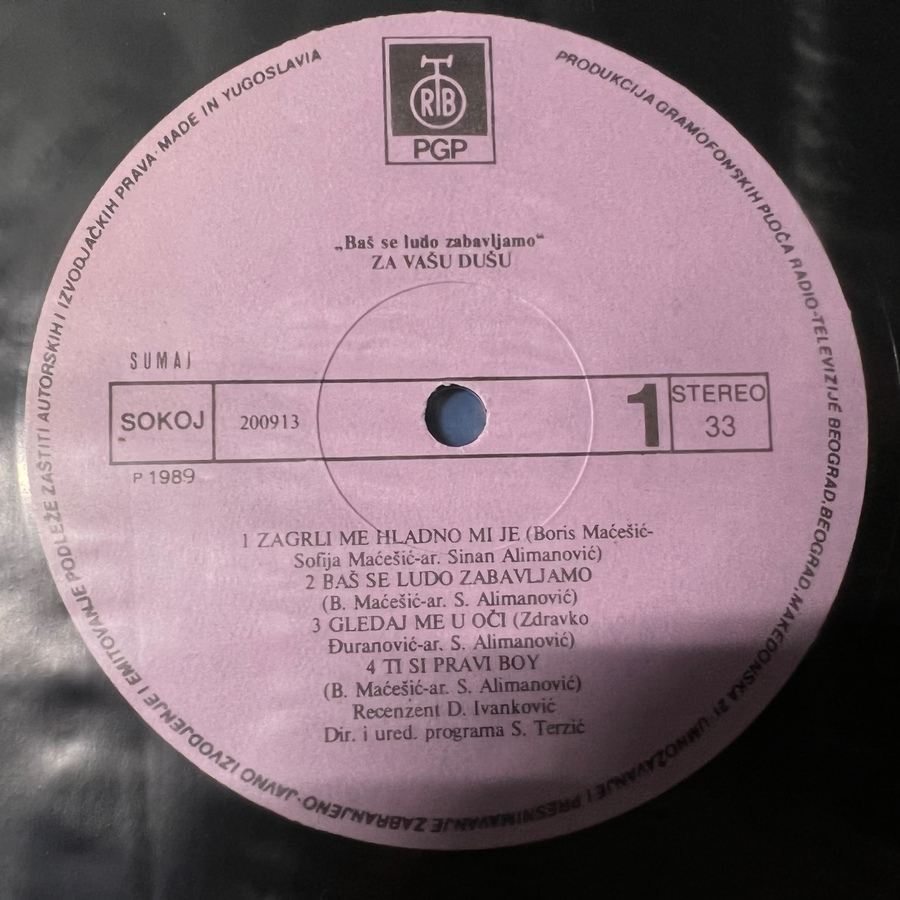 RTB
PGP
PRODUKCIJA GRAMOFONSKIH PLOČA RADIO-TELEVIZIJE BEOGRAD, BEOGRAD, MAKEDONSKA 21 · UMNOŽAVANJE I PRESNIMAVANJE ZABRANJENO · JAVNO IZVODJENJE I EMITOVANJE PODLEŽE ZAŠTITI AUTORSKIH I IZVODJAČKIH PRAVA · MADE IN YUGOSLAVIA
„Baš se ludo zabavljamo“
ZA VAŠU DUŠU
SUMAJ
SOKOJ 200913 1 STEREO
33
P 1989
1 ZAGRLI ME HLADNO MI JE (Boris Maćešić-
Sofija Maćešić-ar. Sinan Alimanović)
2 BAŠ SE LUDO ZABAVLJAMO
(B. Maćešić-ar. S. Alimanović)
3 GLEDAJ ME U OČI (Zdravko
Đuranović-ar. S. Alimanović)
4 TI SI PRAVI BOY
(B. Maćešić-ar. S. Alimanović)
Recenzent D. Ivanković
Dir. i ured. programa S. Terzić